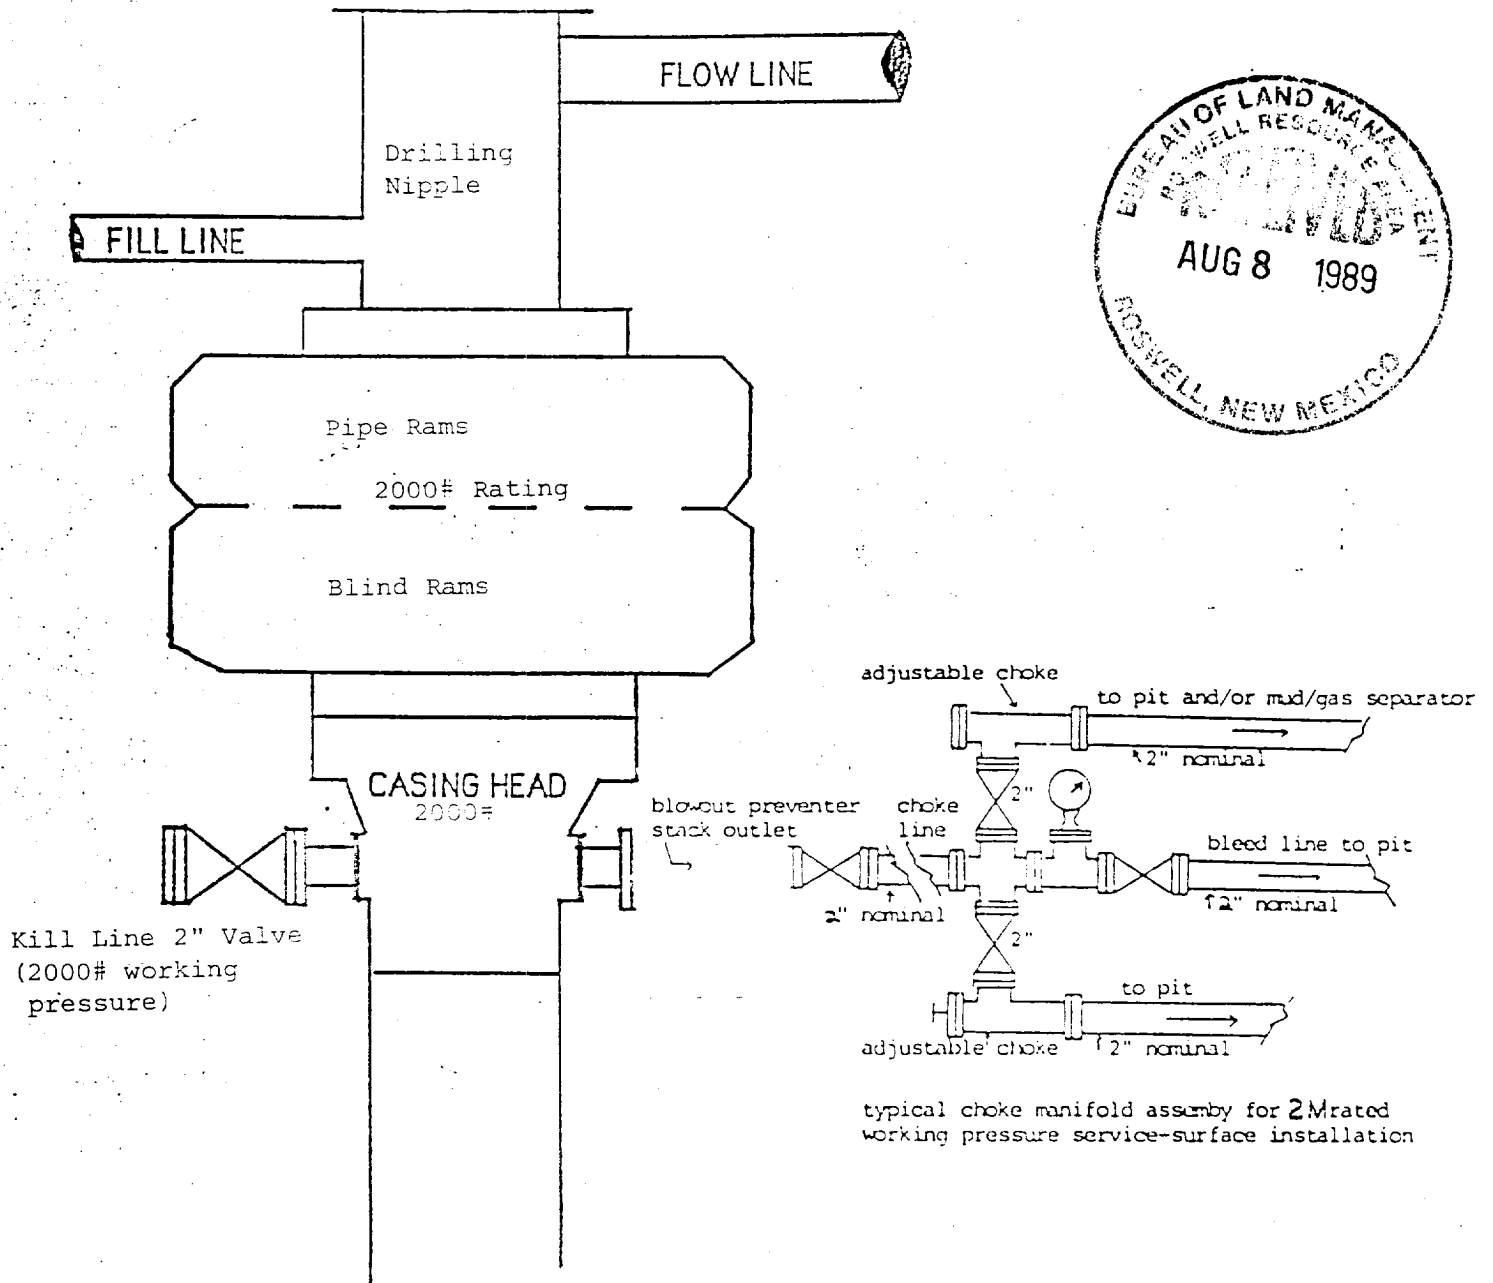 FLOW LINE
Drilling
Nipple
FILL LINE
BUREAU OF LAND MANAGEMENT
ROSWELL RESOURCE AREA
RECEIVED
AUG 8 1989
ROSWELL, NEW MEXICO
Pipe Rams
2000# Rating
Blind Rams
CASING HEAD
2000#
Kill Line 2" Valve
(2000# working
pressure)
adjustable choke
to pit and/or mud/gas separator
2" nominal
2"
blowout preventer
stack outlet
choke
line
bleed line to pit
2" nominal
2" nominal
2"
to pit
adjustable choke
2" nominal
typical choke manifold assemby for 2M rated
working pressure service-surface installation